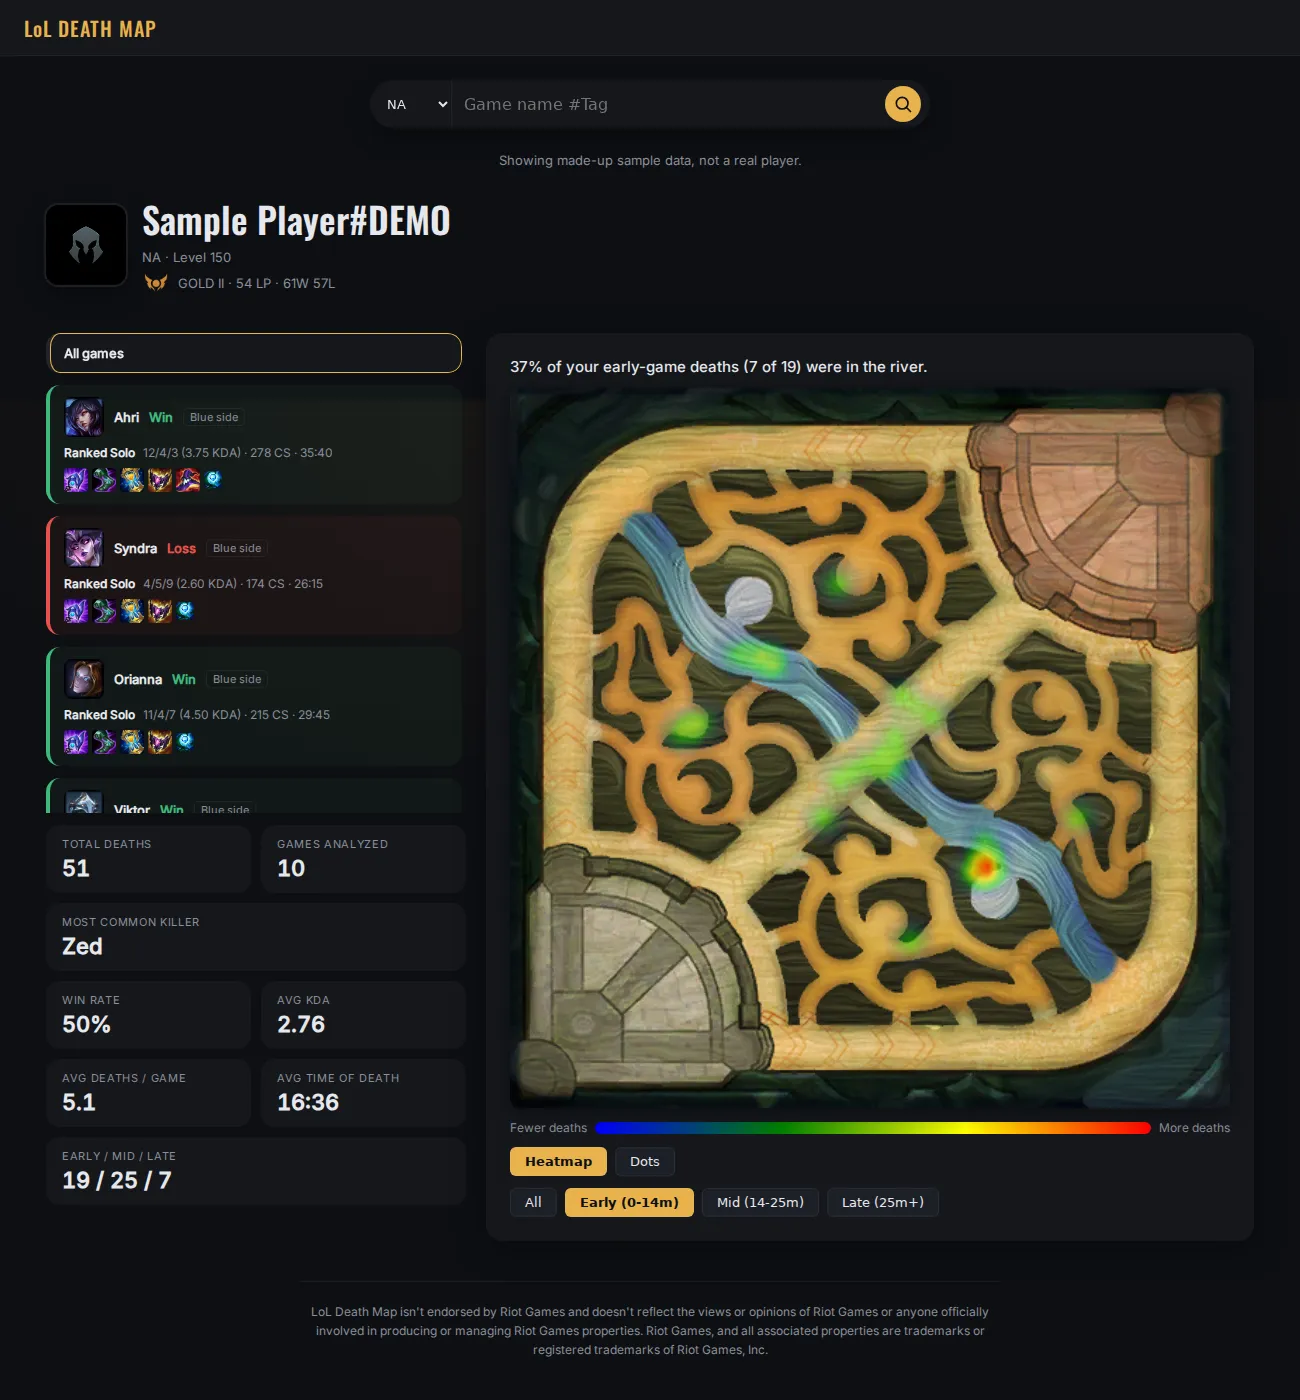 LoL DEATH MAP
NA
Game name #Tag
Showing made-up sample data, not a real player.
Sample Player#DEMO
NA · Level 150
GOLD II · 54 LP · 61W 57L
All games
Ahri Win Blue side
Ranked Solo 12/4/3 (3.75 KDA) · 278 CS · 35:40
Syndra Loss Blue side
Ranked Solo 4/5/9 (2.60 KDA) · 174 CS · 26:15
Orianna Win Blue side
Ranked Solo 11/4/7 (4.50 KDA) · 215 CS · 29:45
Viktor Win Blue side
TOTAL DEATHS
51
GAMES ANALYZED
10
MOST COMMON KILLER
Zed
WIN RATE
50%
AVG KDA
2.76
AVG DEATHS / GAME
5.1
AVG TIME OF DEATH
16:36
EARLY / MID / LATE
19 / 25 / 7
37% of your early-game deaths (7 of 19) were in the river.
Fewer deaths
More deaths
Heatmap
Dots
All
Early (0-14m)
Mid (14-25m)
Late (25m+)
LoL Death Map isn't endorsed by Riot Games and doesn't reflect the views or opinions of Riot Games or anyone officially
involved in producing or managing Riot Games properties. Riot Games, and all associated properties are trademarks or
registered trademarks of Riot Games, Inc.